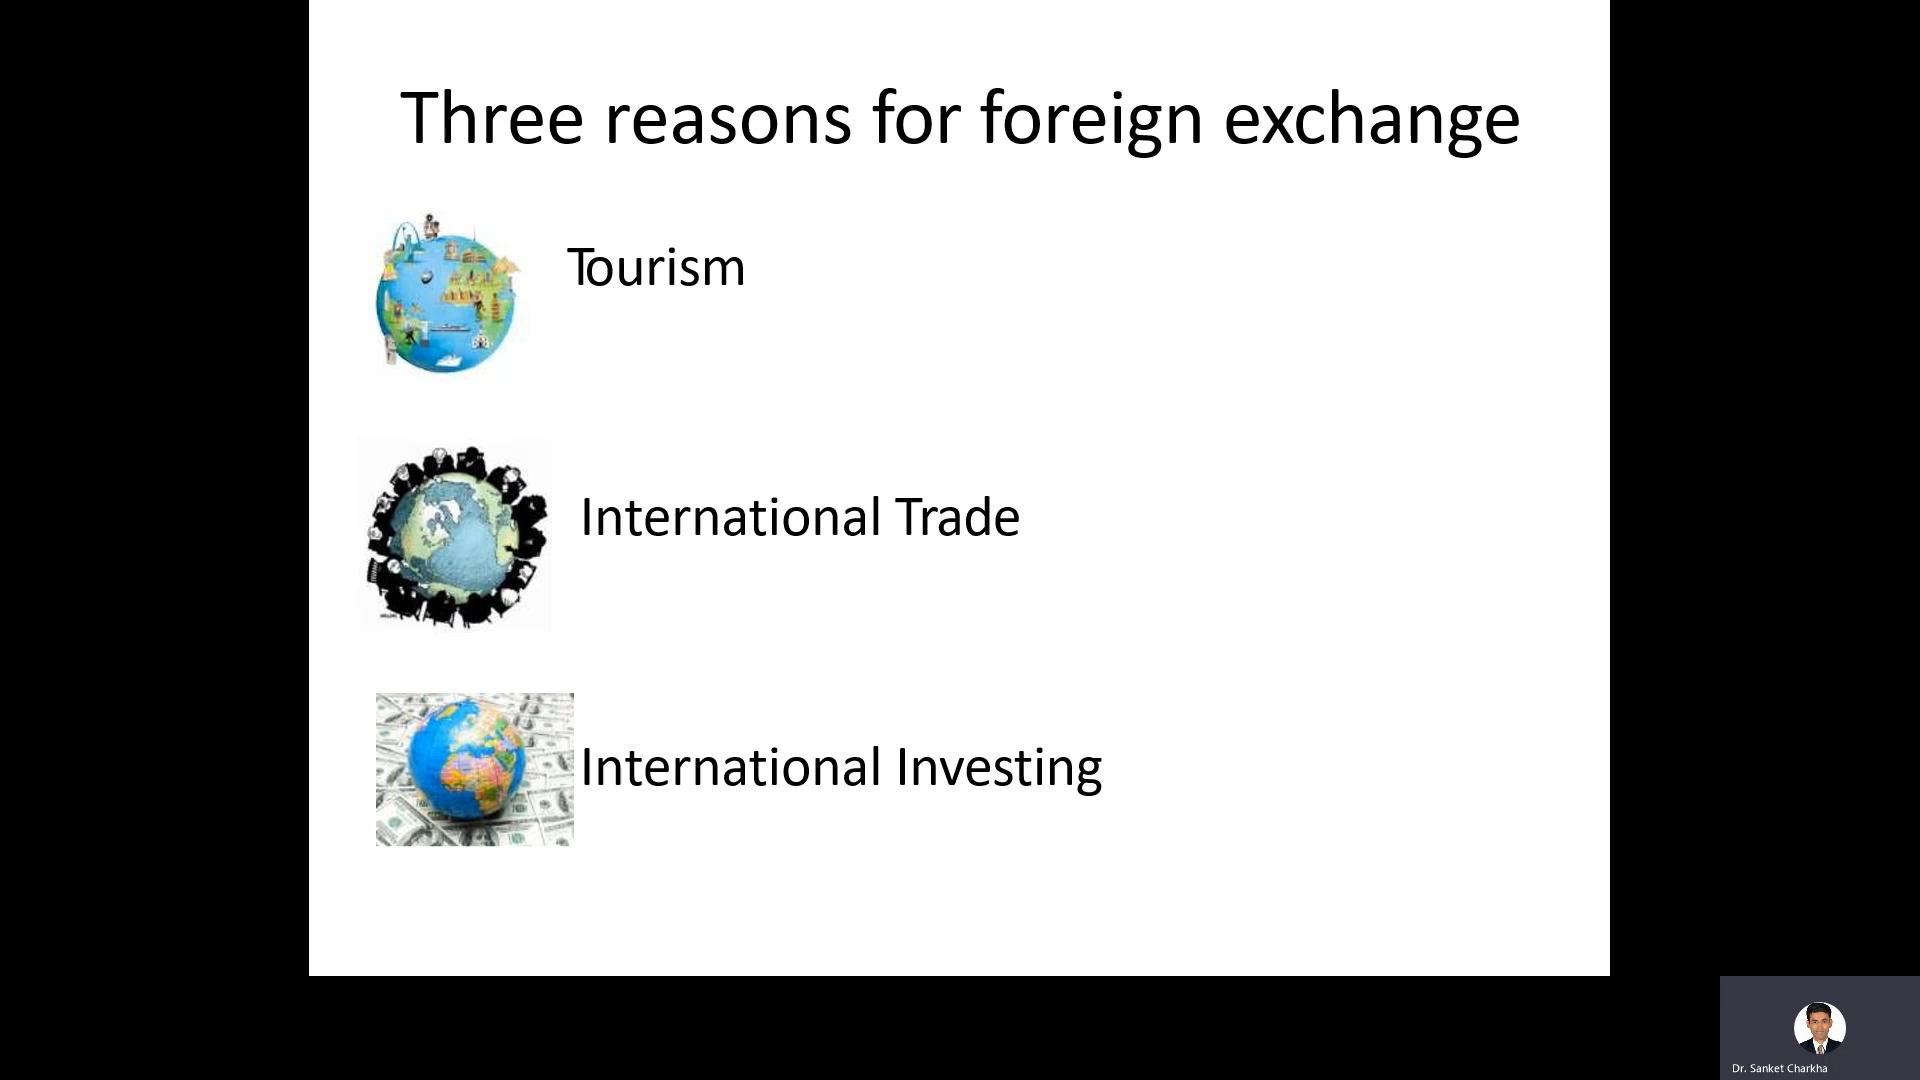 Three reasons for foreign exchange
Tourism
International Trade
International Investing
Dr. Sanket Charkha